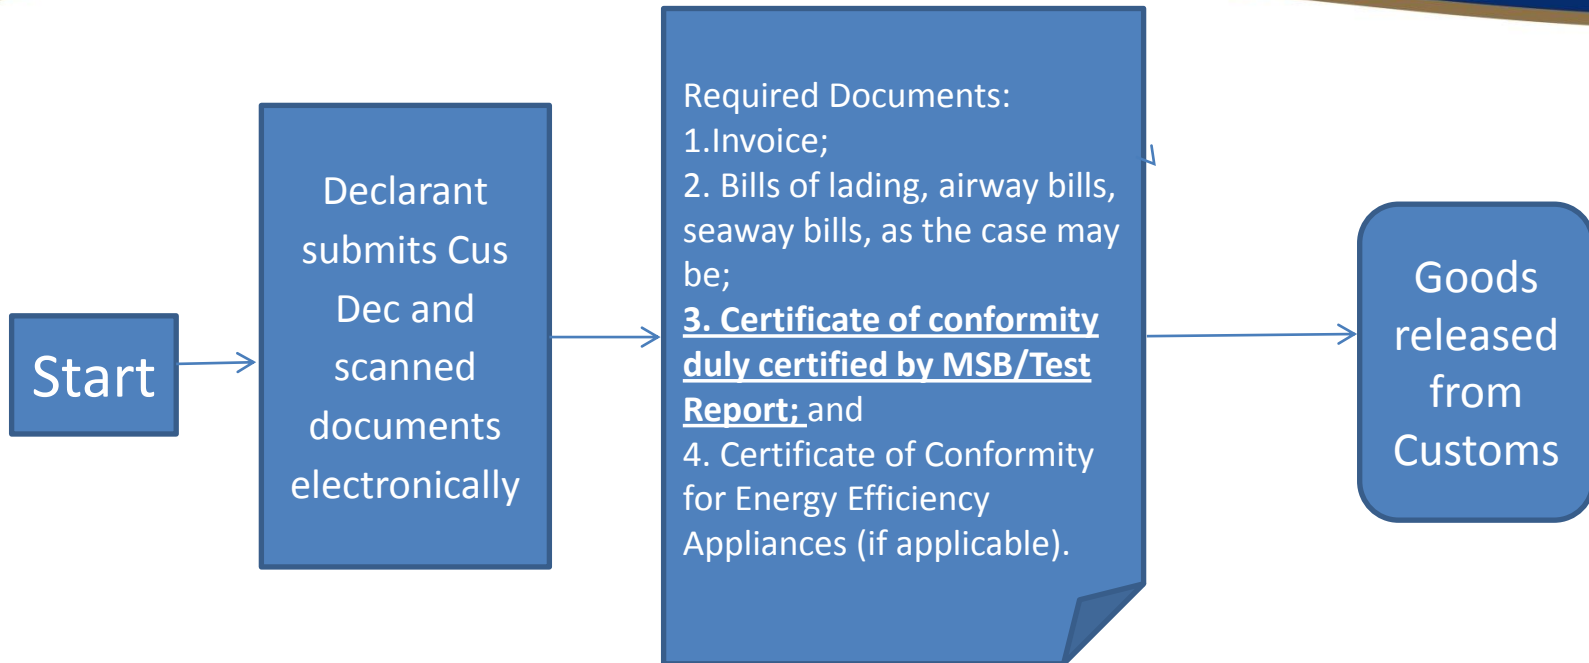 Start
Declarant
submits Cus
Dec and
scanned
documents
electronically
Required Documents:
1.Invoice;
2. Bills of lading, airway bills,
seaway bills, as the case may
be;
3. Certificate of conformity
duly certified by MSB/Test
Report; and
4. Certificate of Conformity
for Energy Efficiency
Appliances (if applicable).
Goods
released
from
Customs